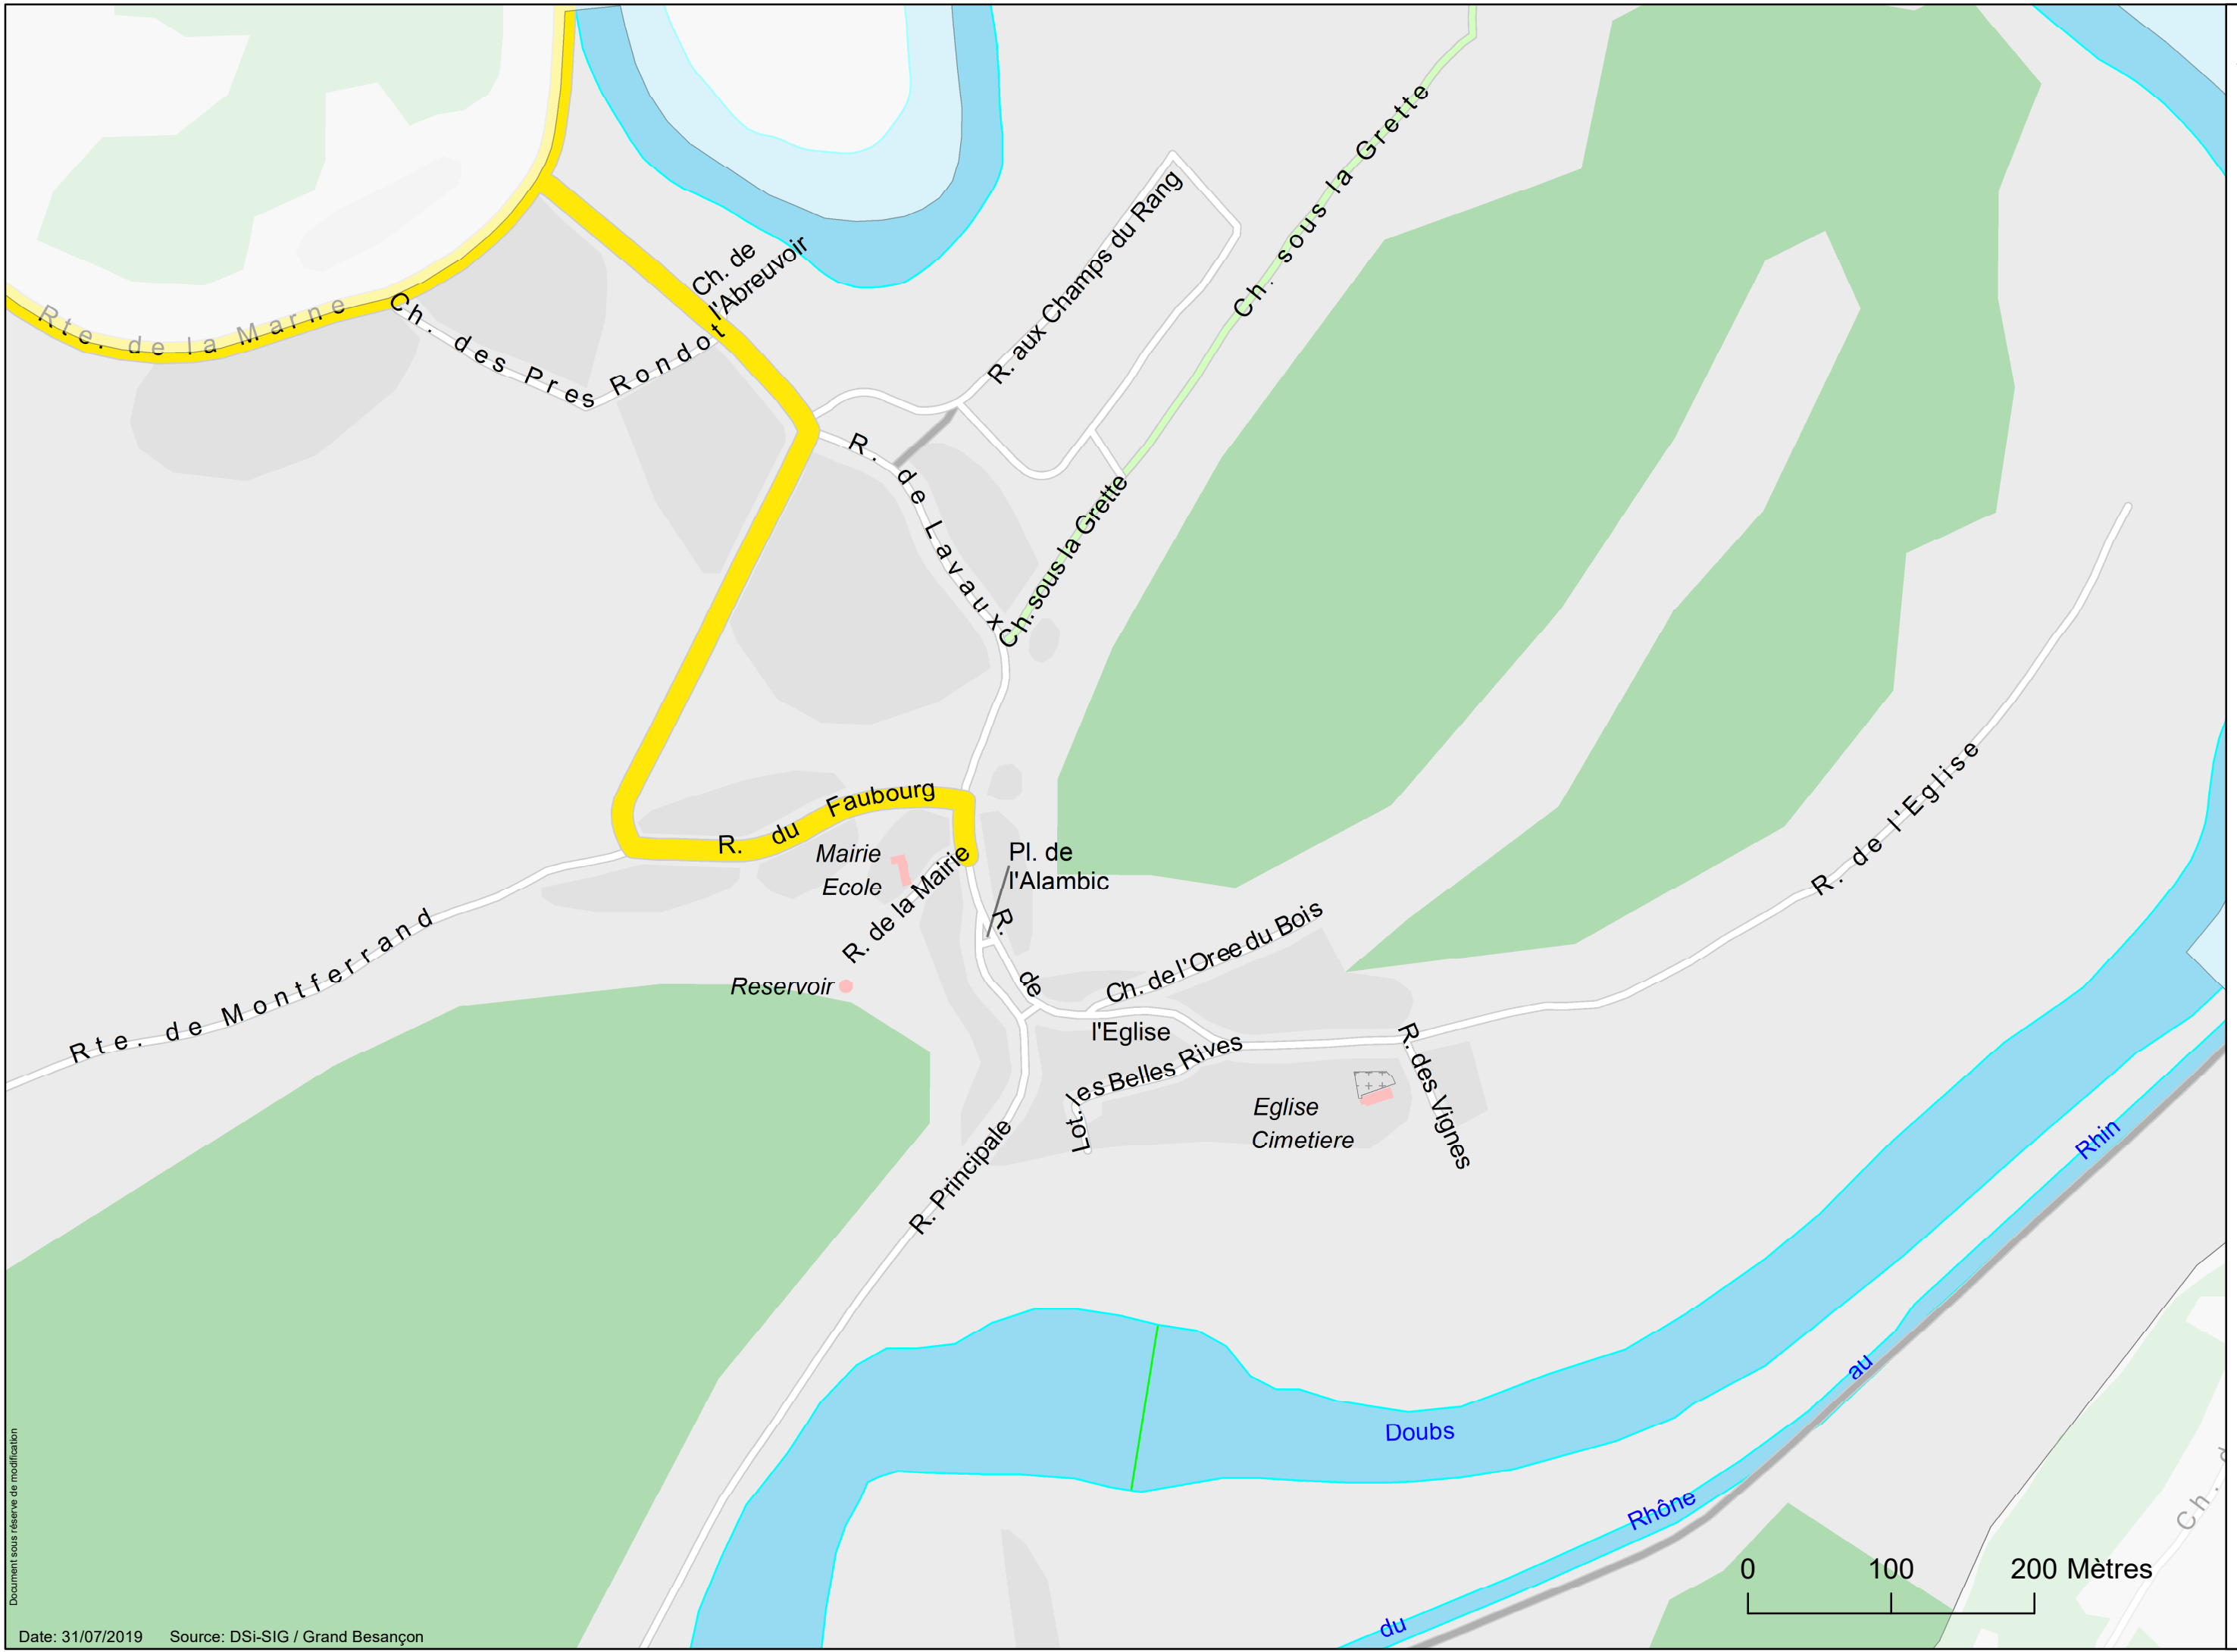 Ch. sous la Grette
Ch. de
l'Abreuvoir
R. aux Champs du Rang
Rte. de la Marne
Ch. des Pres Rondot
R. de Lavaux
Ch. sous la Grette
R. de l'Eglise
R. du Faubourg
Mairie
Ecole
R. de la Mairie
Pl. de
l'Alambic
Rte. de Montferrand
Reservoir
Ch. de l'Oree du Bois
R. de l'Eglise
Lot. les Belles Rives
R. des Vignes
Eglise
Cimetiere
R. Principale
Doubs
du Rhône au Rhin
Ch. d
0 100 200 Mètres
Document sous réserve de modification
Date: 31/07/2019 Source: DSi-SIG / Grand Besançon